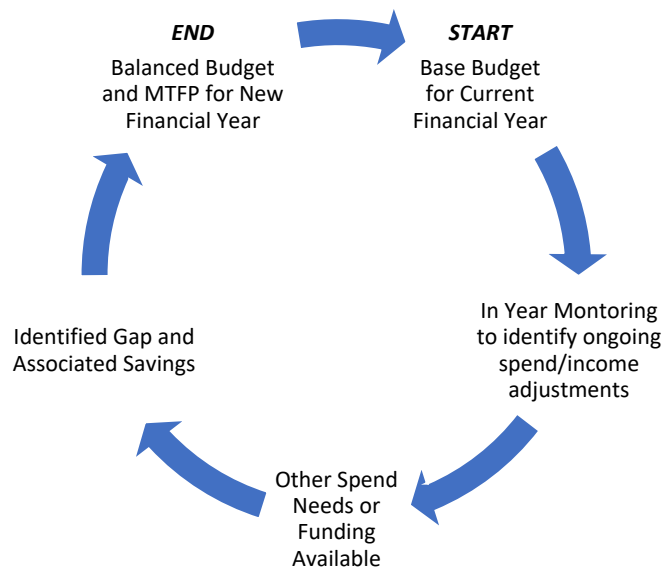 END
Balanced Budget
and MTFP for New
Financial Year
START
Base Budget
for Current
Financial Year
In Year Montoring
to identify ongoing
spend/income
adjustments
Other Spend
Needs or
Funding
Available
Identified Gap and
Associated Savings